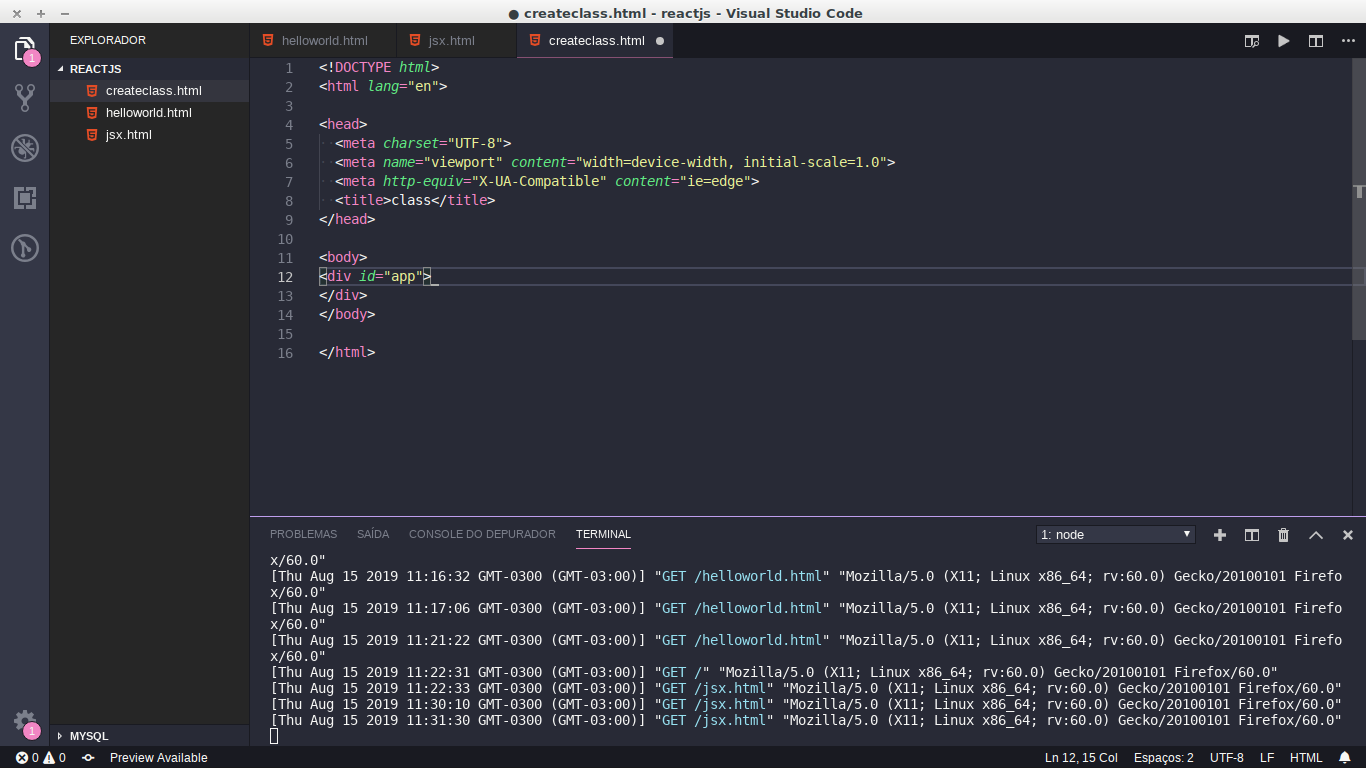 ● createclass.html - reactjs - Visual Studio Code
1
EXPLORADOR
REACTJS
createclass.html
helloworld.html
jsx.html
MYSQL
1
helloworld.html
jsx.html
createclass.html ●
1 <!DOCTYPE html>
2 <html lang="en">
3
4 <head>
5   <meta charset="UTF-8">
6   <meta name="viewport" content="width=device-width, initial-scale=1.0">
7   <meta http-equiv="X-UA-Compatible" content="ie=edge">
8   <title>class</title>
9 </head>
10
11 <body>
12 <div id="app">
13 </div>
14 </body>
15
16 </html>
PROBLEMAS SAÍDA CONSOLE DO DEPURADOR TERMINAL 1: node
x/60.0"
[Thu Aug 15 2019 11:16:32 GMT-0300 (GMT-03:00)] "GET /helloworld.html" "Mozilla/5.0 (X11; Linux x86_64; rv:60.0) Gecko/20100101 Firefo
x/60.0"
[Thu Aug 15 2019 11:17:06 GMT-0300 (GMT-03:00)] "GET /helloworld.html" "Mozilla/5.0 (X11; Linux x86_64; rv:60.0) Gecko/20100101 Firefo
x/60.0"
[Thu Aug 15 2019 11:21:22 GMT-0300 (GMT-03:00)] "GET /helloworld.html" "Mozilla/5.0 (X11; Linux x86_64; rv:60.0) Gecko/20100101 Firefo
x/60.0"
[Thu Aug 15 2019 11:22:31 GMT-0300 (GMT-03:00)] "GET /" "Mozilla/5.0 (X11; Linux x86_64; rv:60.0) Gecko/20100101 Firefox/60.0"
[Thu Aug 15 2019 11:22:33 GMT-0300 (GMT-03:00)] "GET /jsx.html" "Mozilla/5.0 (X11; Linux x86_64; rv:60.0) Gecko/20100101 Firefox/60.0"
[Thu Aug 15 2019 11:30:10 GMT-0300 (GMT-03:00)] "GET /jsx.html" "Mozilla/5.0 (X11; Linux x86_64; rv:60.0) Gecko/20100101 Firefox/60.0"
[Thu Aug 15 2019 11:31:30 GMT-0300 (GMT-03:00)] "GET /jsx.html" "Mozilla/5.0 (X11; Linux x86_64; rv:60.0) Gecko/20100101 Firefox/60.0"
0 0 Preview Available Ln 12, 15 Col Espaços: 2 UTF-8 LF HTML